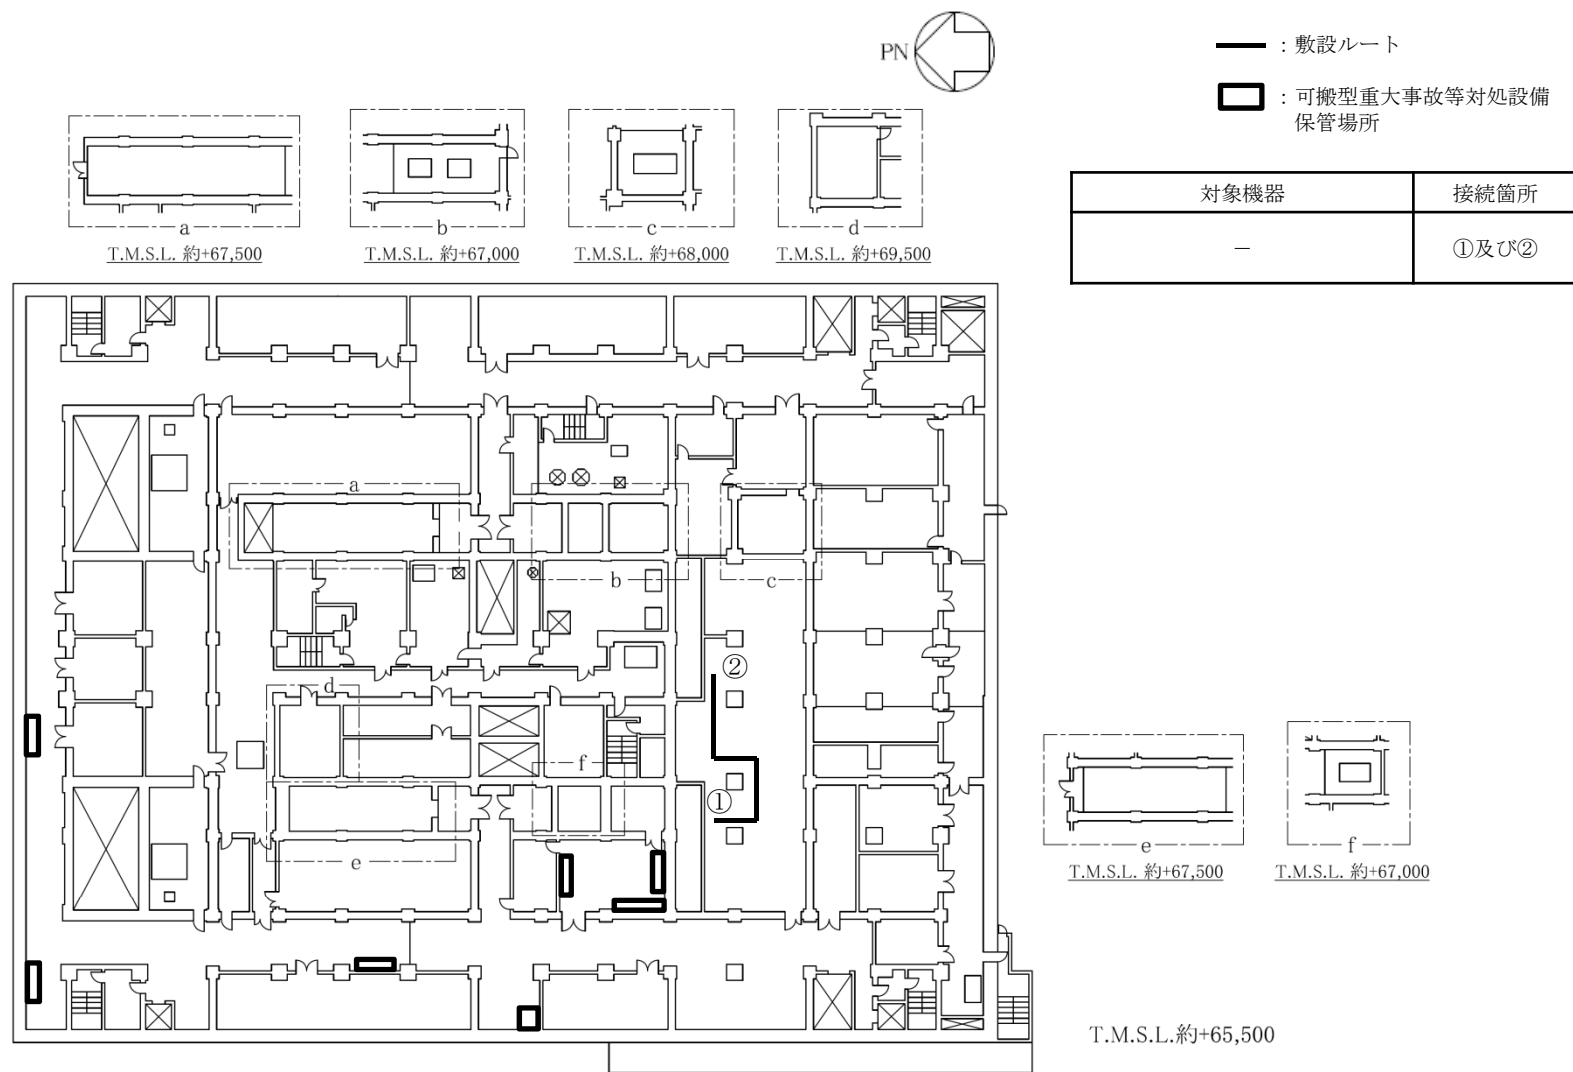 PN
：敷設ルート
：可搬型重大事故等対処設備
保管場所
対象機器
接続箇所
－
①及び②
a
b
c
d
T.M.S.L. 約+67,500
T.M.S.L. 約+67,000
T.M.S.L. 約+68,000
T.M.S.L. 約+69,500
a
b
c
②
d
f
①
e
e
f
T.M.S.L. 約+67,500
T.M.S.L. 約+67,000
T.M.S.L.約+65,500